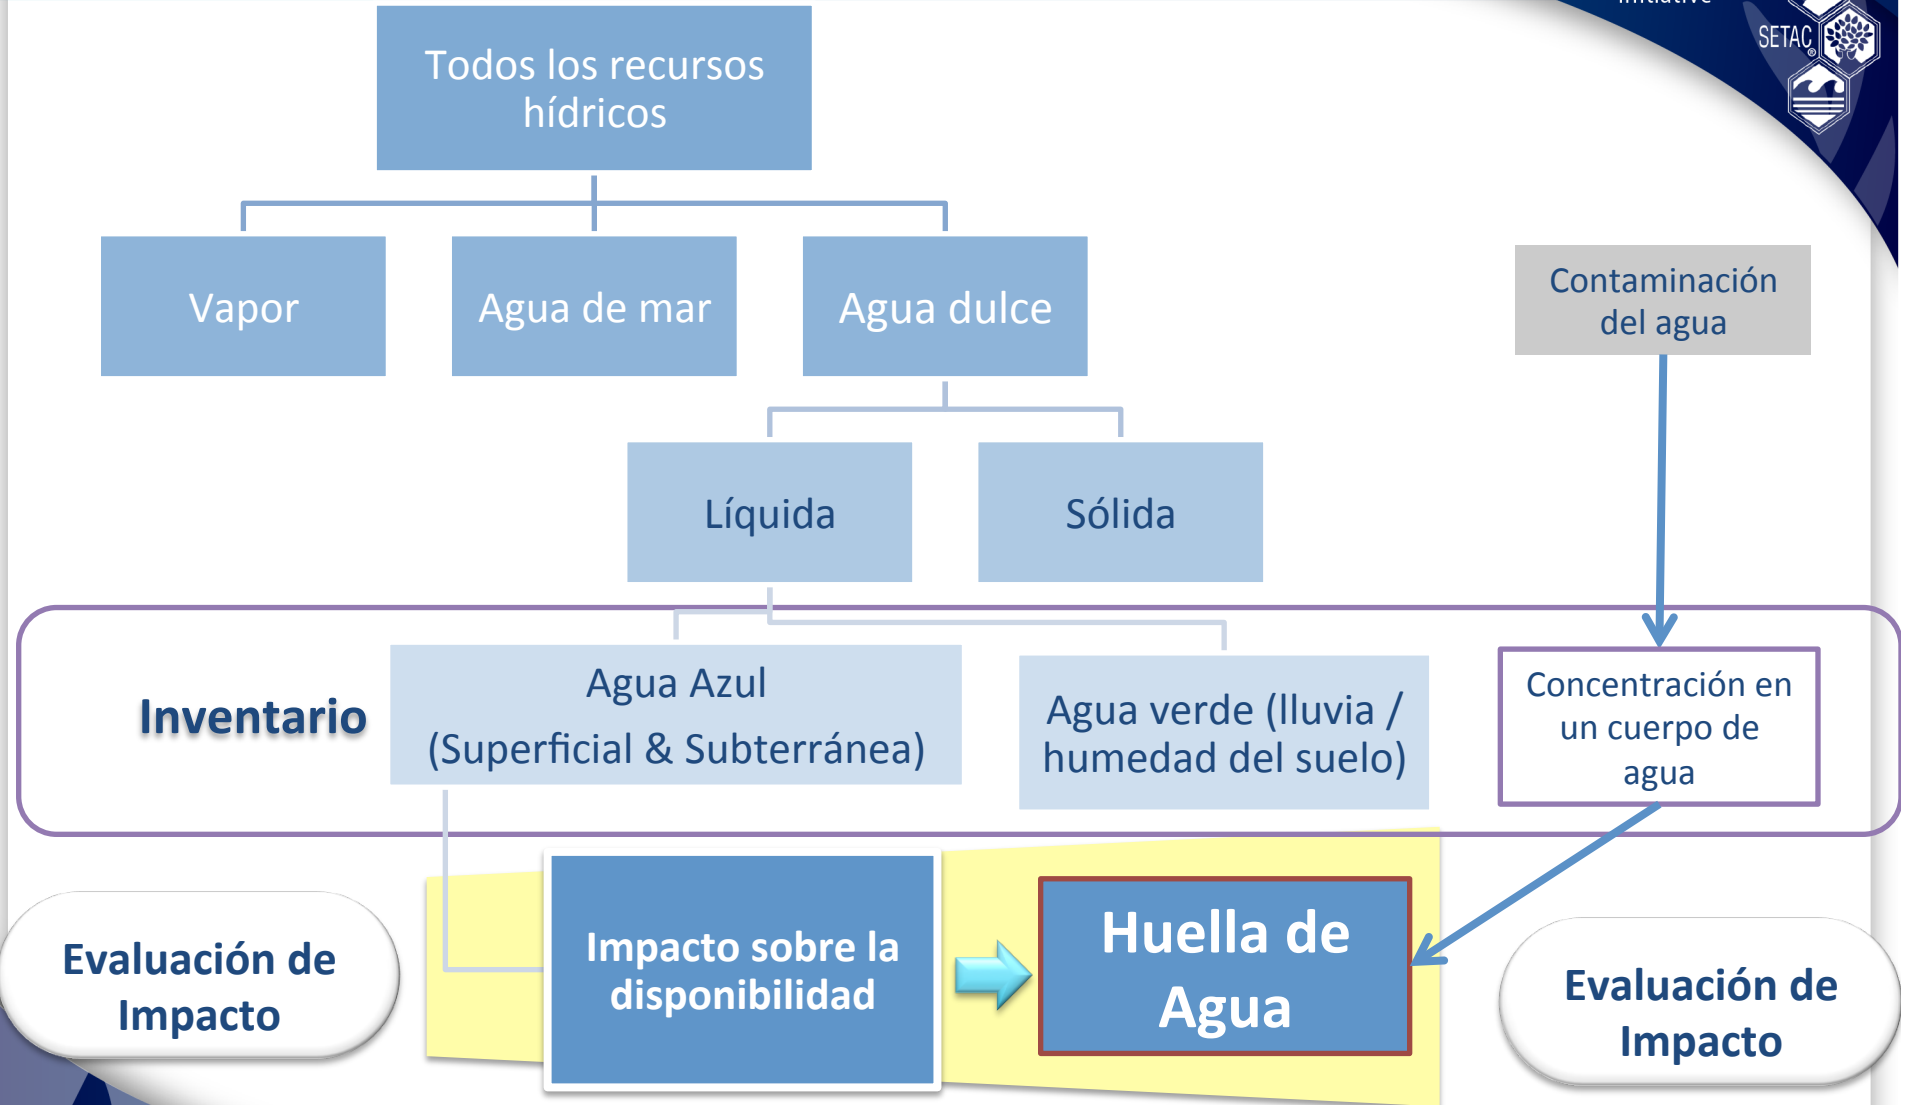 Initiative
SETAC
Todos los recursos
hídricos
Vapor
Agua de mar
Agua dulce
Contaminación
del agua
Líquida
Sólida
Inventario
Agua Azul
(Superficial & Subterránea)
Agua verde (lluvia /
humedad del suelo)
Concentración en
un cuerpo de
agua
Evaluación de
Impacto
Impacto sobre la
disponibilidad
Huella de
Agua
Evaluación de
Impacto